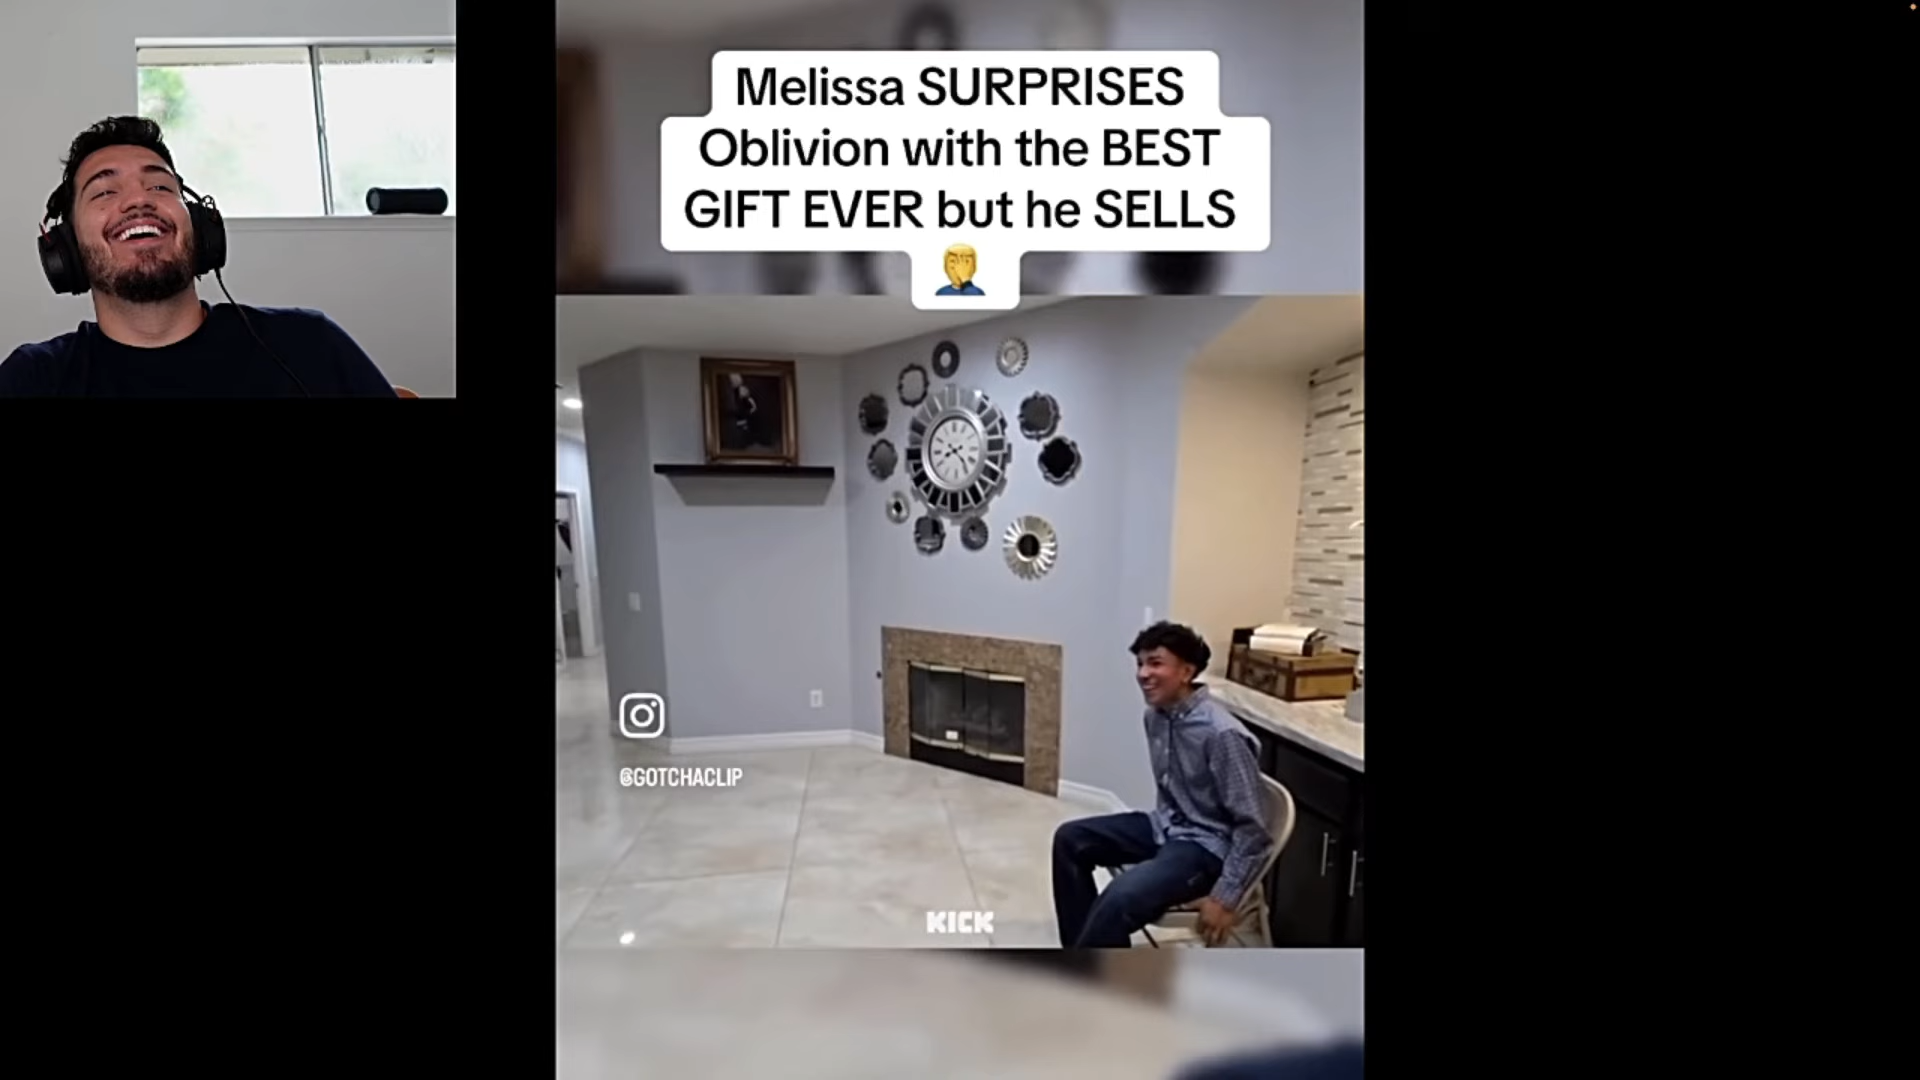 Melissa SURPRISES
Oblivion with the BEST
GIFT EVER but he SELLS
🤦‍♂️
@GOTCHACLIP
KICK